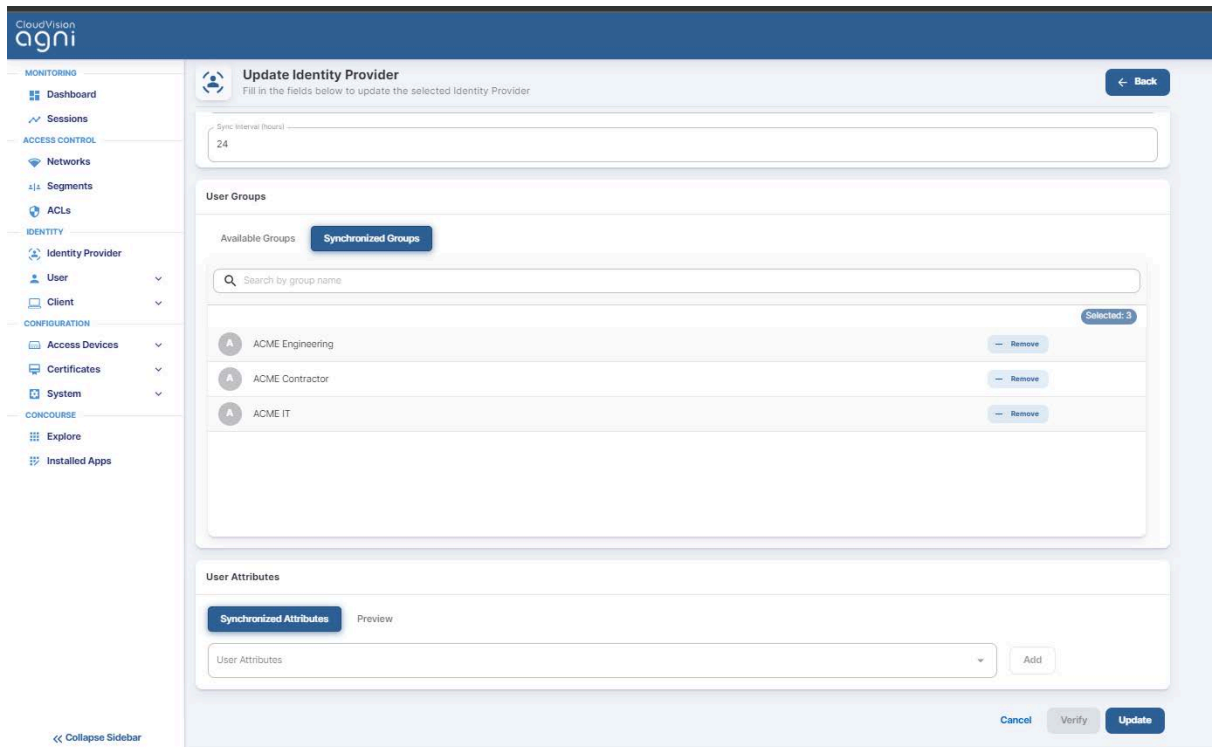 CloudVision
agni
MONITORING
Dashboard
Sessions
ACCESS CONTROL
Networks
Segments
ACLs
IDENTITY
Identity Provider
User
Client
CONFIGURATION
Access Devices
Certificates
System
CONCOURSE
Explore
Installed Apps
Collapse Sidebar
Update Identity Provider
Fill in the fields below to update the selected Identity Provider
Back
Sync Interval (hours)
24
User Groups
Available Groups Synchronized Groups
Search by group name
Selected: 3
A ACME Engineering Remove
A ACME Contractor Remove
A ACME IT Remove
User Attributes
Synchronized Attributes Preview
User Attributes Add
Cancel Verify Update